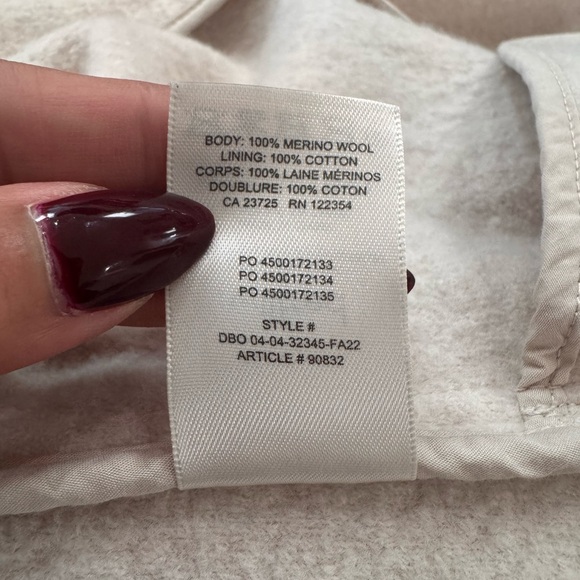 BODY: 100% MERINO WOOL
LINING: 100% COTTON
CORPS: 100% LAINE MÉRINOS
DOUBLURE: 100% COTON
CA 23725 RN 122354
PO 4500172133
PO 4500172134
PO 4500172135
STYLE #
DBO 04-04-32345-FA22
ARTICLE # 90832